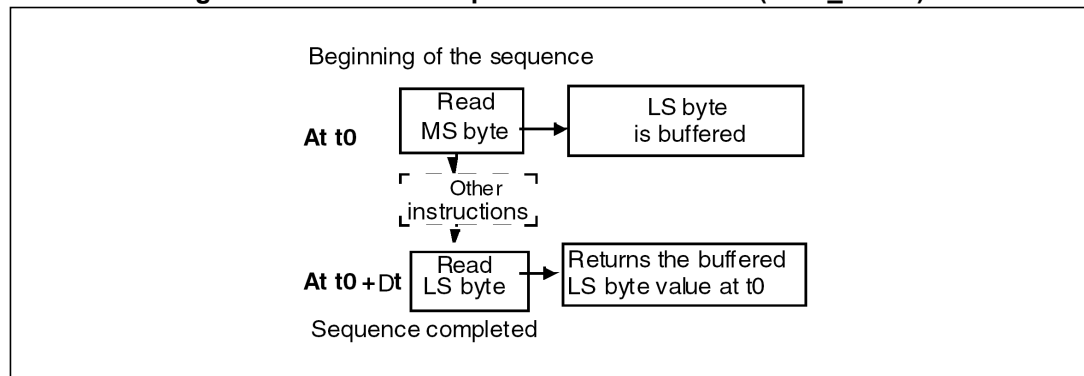 Beginning of the sequence
At t0
Read
MS byte
LS byte
is buffered
Other
instructions
At t0 +Dt
Read
LS byte
Returns the buffered
LS byte value at t0
Sequence completed